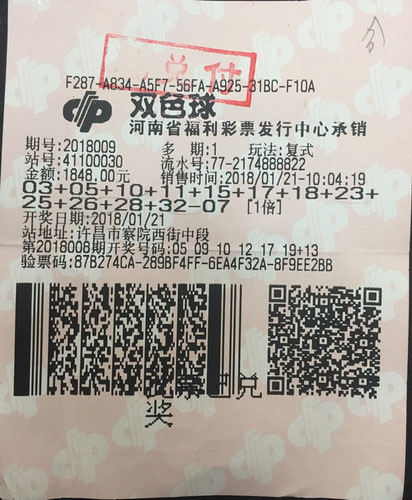 兑付
F287-A834-A5F7-56FA-A925-31BC-F10A
双色球
河南省福利彩票发行中心承销
期号:2018009 多 期:1 玩法:复式
站号:41100030 流水号:77-2174888822
金额:1848.00元 销售时间:2018/01/21-10:04:19
03+05+10+11+15+17+18+23+
25+26+28+32-07 [1倍]
开奖日期:2018/01/21
站地址:许昌市察院西街中段
第2018008期开奖号码:05 09 10 12 17 19+13
验票码:87B274CA-289BF4FF-6EA4F32A-8F9EE2BB
兑
奖